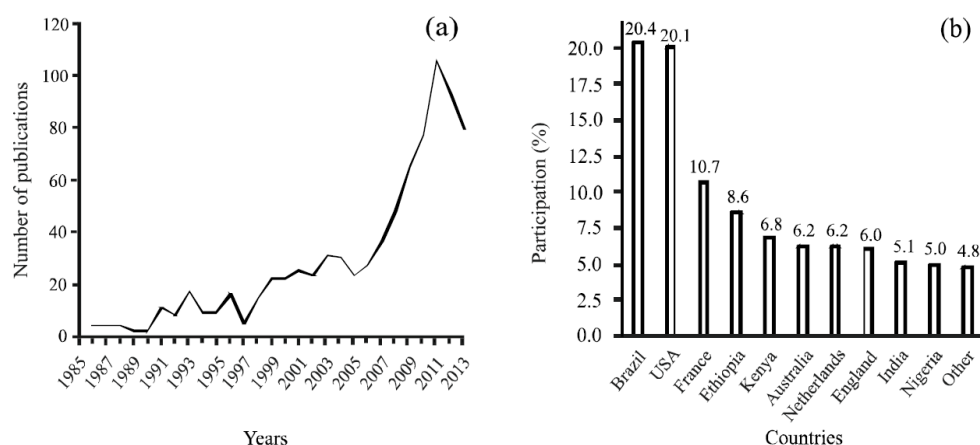 (a)
Number of publications
120
100
80
60
40
20
0
1985
1987
1989
1991
1993
1995
1997
1999
2001
2003
2005
2007
2009
2011
2013
Years
(b)
Participation (%)
20.0
17.5
15.0
12.5
10.0
7.5
5.0
2.5
0.0
20.4
20.1
10.7
8.6
6.8
6.2
6.2
6.0
5.1
5.0
4.8
Brazil
USA
France
Ethiopia
Kenya
Australia
Netherlands
England
India
Nigeria
Other
Countries